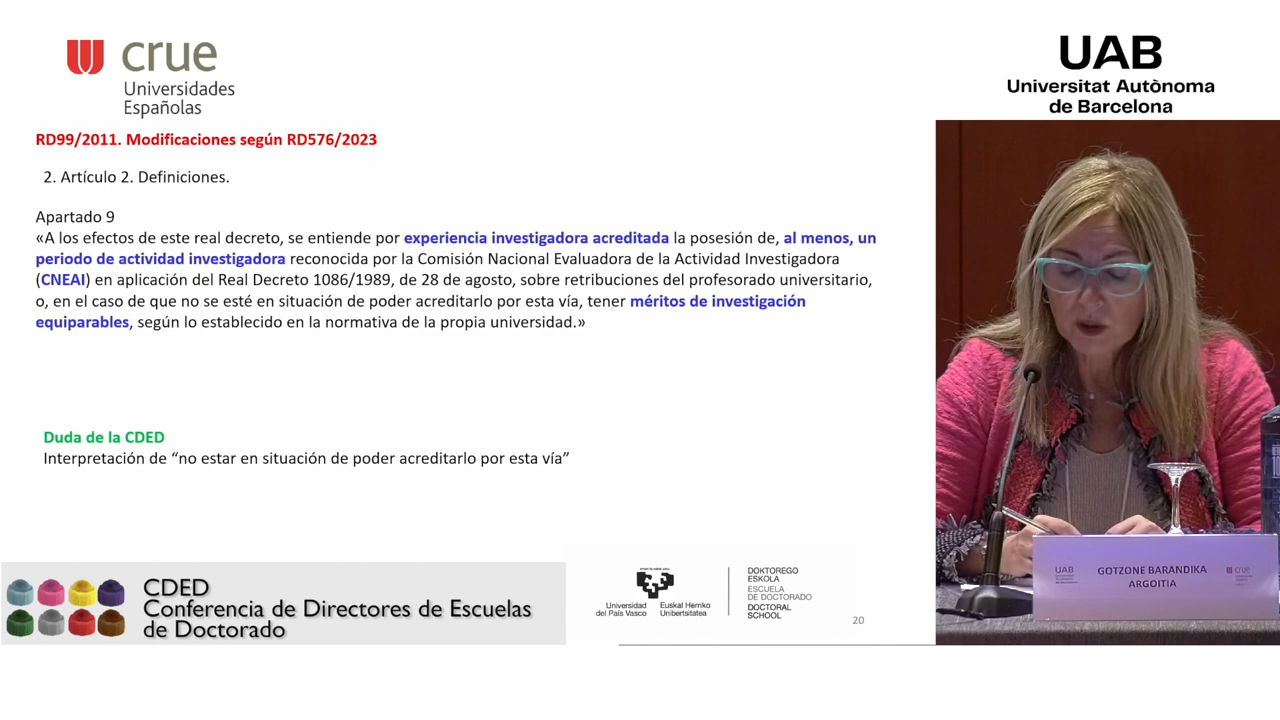 crue
Universidades
Españolas
UAB
Universitat Autònoma
de Barcelona
RD99/2011. Modificaciones según RD576/2023
2. Artículo 2. Definiciones.
Apartado 9
«A los efectos de este real decreto, se entiende por experiencia investigadora acreditada la posesión de, al menos, un
periodo de actividad investigadora reconocida por la Comisión Nacional Evaluadora de la Actividad Investigadora
(CNEAI) en aplicación del Real Decreto 1086/1989, de 28 de agosto, sobre retribuciones del profesorado universitario,
o, en el caso de que no se esté en situación de poder acreditarlo por esta vía, tener méritos de investigación
equiparables, según lo establecido en la normativa de la propia universidad.»
Duda de la CDED
Interpretación de “no estar en situación de poder acreditarlo por esta vía”
CDED
Conferencia de Directores de Escuelas
de Doctorado
Universidad
del País Vasco
Euskal Herriko
Unibertsitatea
DOKTOREGO
ESKOLA
ESCUELA
DE DOCTORADO
DOCTORAL
SCHOOL
20
UAB
GOTZONE BARANDIKA
ARGOITIA
crue